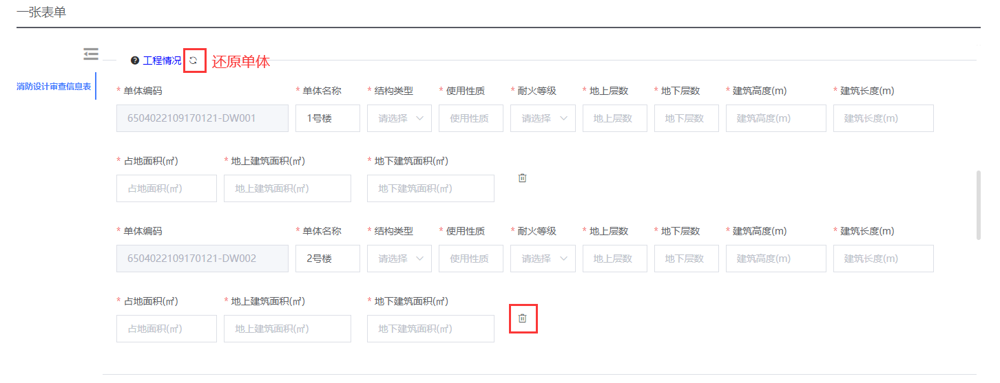 一张表单
工程情况 还原单体
消防设计审查信息表
* 单体编码 * 单体名称 * 结构类型 * 使用性质 * 耐火等级 * 地上层数 * 地下层数 * 建筑高度(m) * 建筑长度(m)
6504022109170121-DW001 1号楼 请选择 使用性质 请选择 地上层数 地下层数 建筑高度(m) 建筑长度(m)
* 占地面积(㎡) * 地上建筑面积(㎡) * 地下建筑面积(㎡)
占地面积(㎡) 地上建筑面积(㎡) 地下建筑面积(㎡)
* 单体编码 * 单体名称 * 结构类型 * 使用性质 * 耐火等级 * 地上层数 * 地下层数 * 建筑高度(m) * 建筑长度(m)
6504022109170121-DW002 2号楼 请选择 使用性质 请选择 地上层数 地下层数 建筑高度(m) 建筑长度(m)
* 占地面积(㎡) * 地上建筑面积(㎡) * 地下建筑面积(㎡)
占地面积(㎡) 地上建筑面积(㎡) 地下建筑面积(㎡)